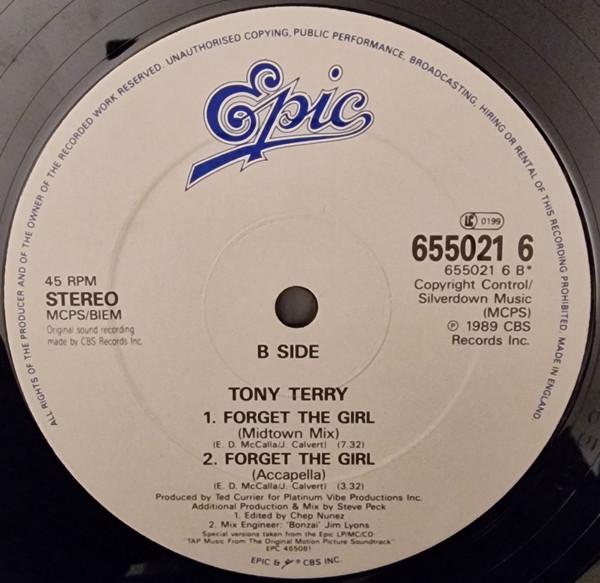 ALL RIGHTS OF THE PRODUCER AND OF THE OWNER OF THE RECORDED WORK RESERVED. UNAUTHORISED COPYING, PUBLIC PERFORMANCE, BROADCASTING, HIRING OR RENTAL OF THIS RECORDING PROHIBITED. MADE IN ENGLAND.
Epic
LC 0199
655021 6
655021 6 B*
Copyright Control/
Silverdown Music
(MCPS)
℗ 1989 CBS
Records Inc.
45 RPM
STEREO
MCPS/BIEM
Original sound recording
made by CBS Records Inc.
B SIDE
TONY TERRY
1. FORGET THE GIRL
(Midtown Mix)
(E. D. McCalla/J. Calvert) (7.32)
2. FORGET THE GIRL
(Accapella)
(E. D. McCalla/J. Calvert) (3.32)
Produced by Ted Currier for Platinum Vibe Productions Inc.
Additional Production & Mix by Steve Peck
1. Edited by Chep Nunez
2. Mix Engineer: 'Bonzai' Jim Lyons
Special versions taken from the Epic LP/MC/CD
"TAP Music From The Original Motion Picture Soundtrack"
EPC 465081
EPIC & ® CBS INC.